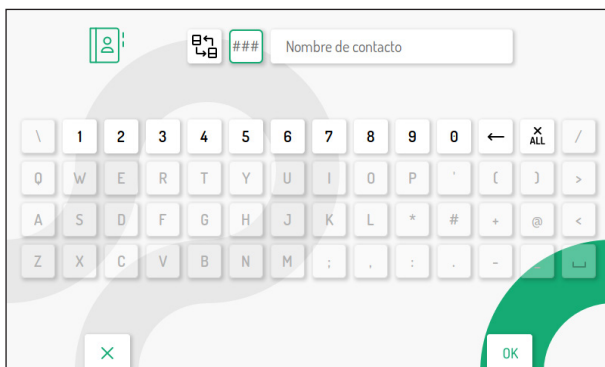 ### Nombre de contacto
\ 1 2 3 4 5 6 7 8 9 0 ← × ALL /
Q W E R T Y U I O P ' ( ) >
A S D F G H J K L * # + @ <
Z X C V B N M ; , : . - _ ⌴
× OK